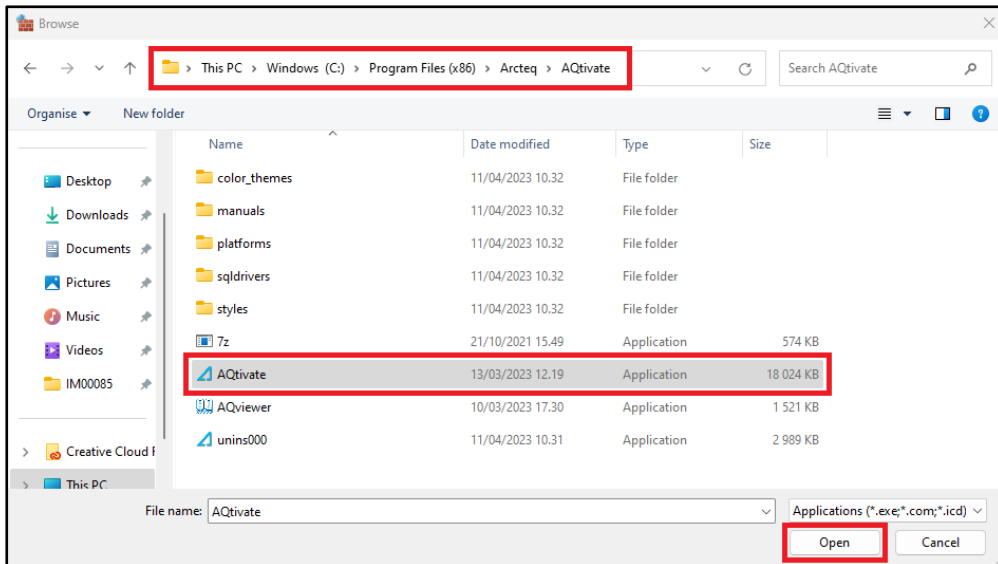 Browse
This PC > Windows (C:) > Program Files (x86) > Arcteq > AQtivate
Search AQtivate
Organise
New folder
Name Date modified Type Size
Desktop
Downloads
Documents
Pictures
Music
Videos
IM00085
Creative Cloud F
This PC
color_themes 11/04/2023 10.32 File folder
manuals 11/04/2023 10.32 File folder
platforms 11/04/2023 10.32 File folder
sqldrivers 11/04/2023 10.32 File folder
styles 11/04/2023 10.32 File folder
7z 21/10/2021 15.49 Application 574 KB
AQtivate 13/03/2023 12.19 Application 18 024 KB
AQviewer 10/03/2023 17.30 Application 1 521 KB
unins000 11/04/2023 10.31 Application 2 989 KB
File name: AQtivate
Applications (*.exe;*.com;*.icd)
Open Cancel